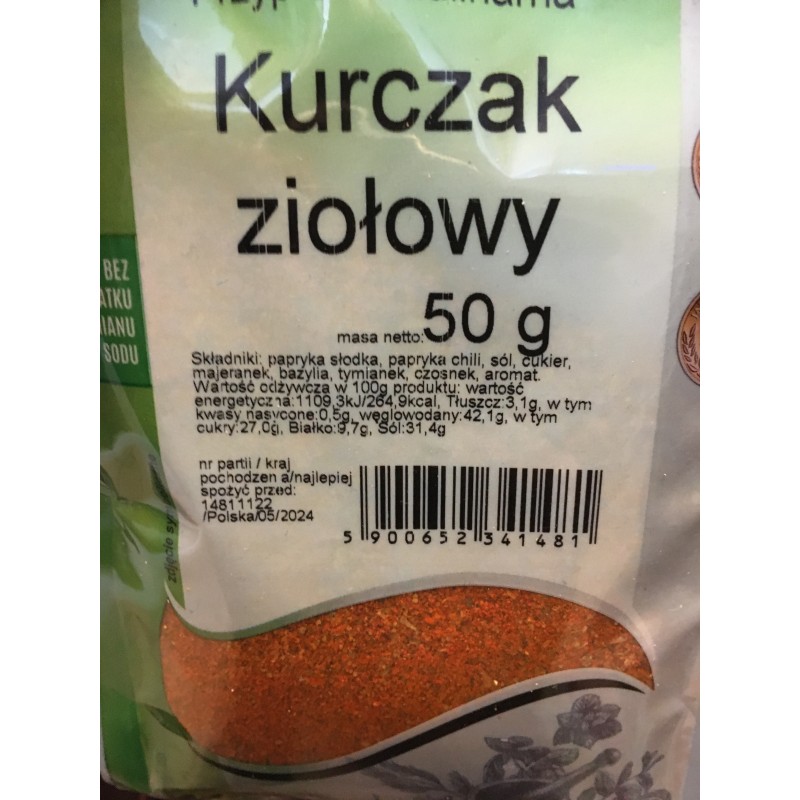 Kurczak
ziołowy
masa netto: 50 g
BEZ
SODU
Składniki: papryka słodka, papryka chili, sól, cukier,
majeranek, bazylia, tymianek, czosnek, aromat.
Wartość odżywcza w 100g produktu: wartość
energetyczna:1109,3kJ/264,9kcal, Tłuszcz:3,1g, w tym
kwasy nasycone:0,5g, węglowodany:42,1g, w tym
cukry:27,0g, Białko:9,7g, Sól:31,4g
nr partii / kraj
pochodzenia/najlepiej
spożyć przed:
14811122
/Polska/05/2024
5 900652 341481